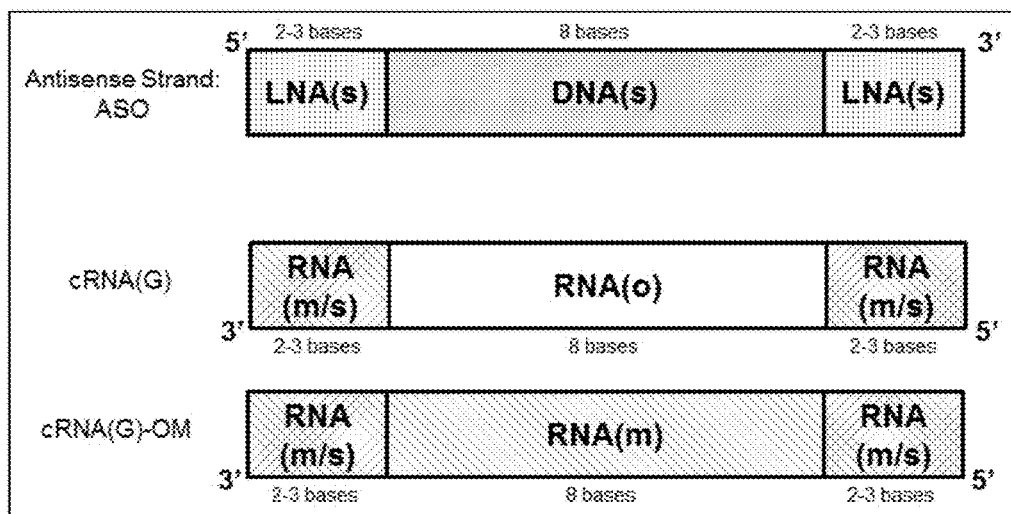 2-3 bases 8 bases 2-3 bases
5' 3'
Antisense Strand:
ASO
LNA(s) DNA(s) LNA(s)
cRNA(G)
RNA
(m/s)
RNA(o)
RNA
(m/s)
3' 5'
2-3 bases 8 bases 2-3 bases
cRNA(G)-OM
RNA
(m/s)
RNA(m)
RNA
(m/s)
3' 5'
2-3 bases 8 bases 2-3 bases